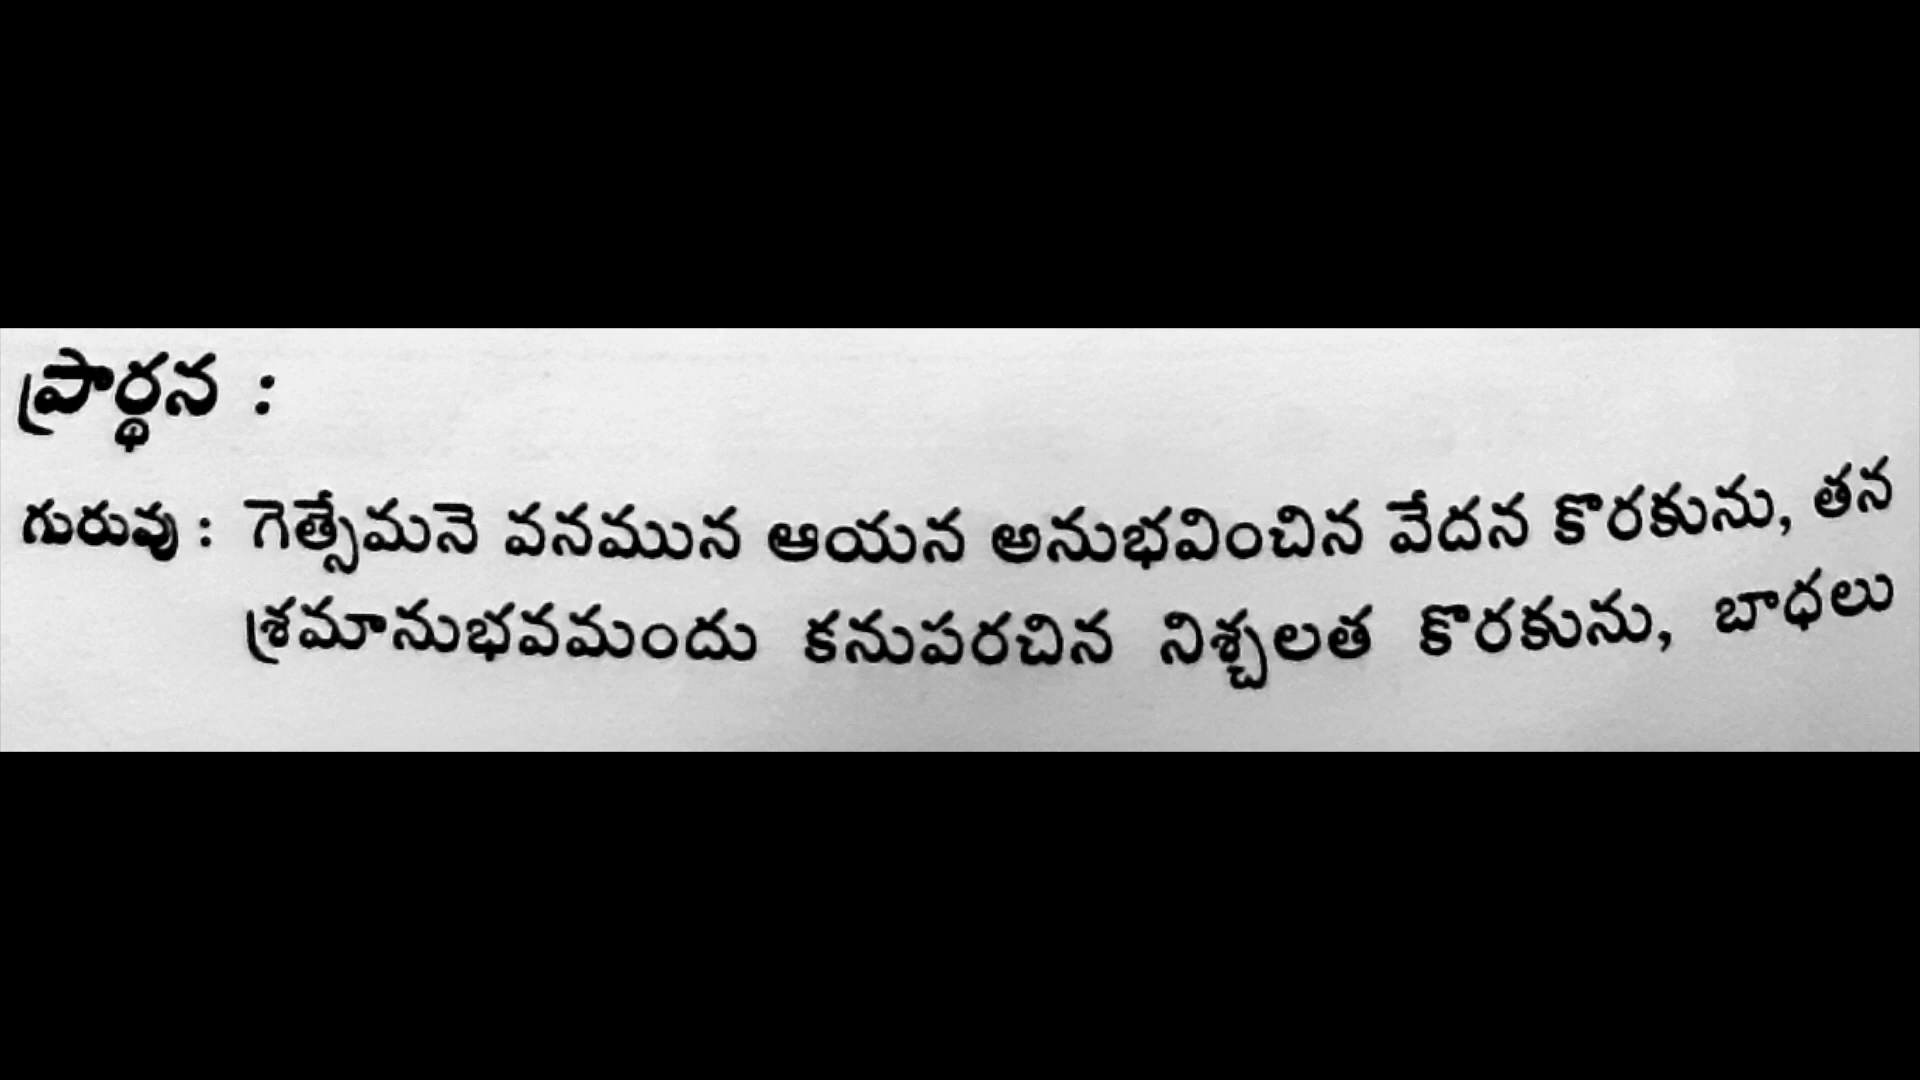 ప్రార్థన :
గురువు : గెత్సేమనె వనమున ఆయన అనుభవించిన వేదన కొరకును, తన
శ్రమానుభవమందు కనుపరచిన నిశ్చలత కొరకును, బాధలు